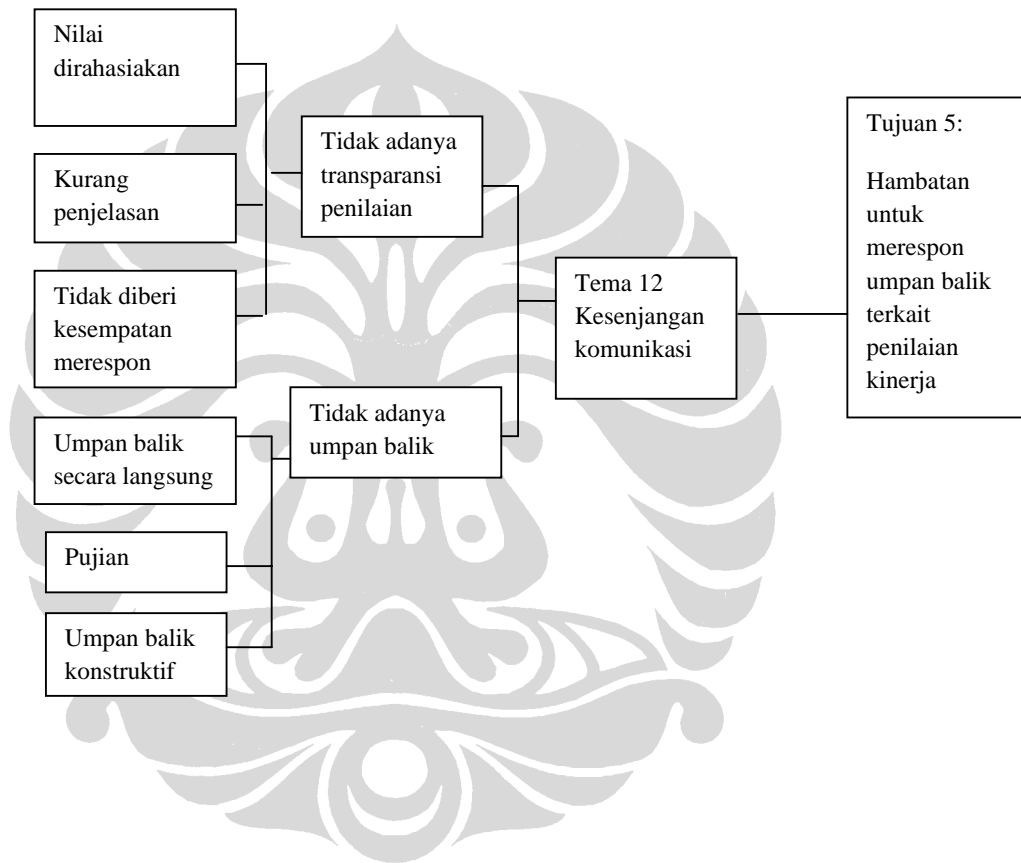 Nilai
dirahasiakan
Kurang
penjelasan
Tidak diberi
kesempatan
merespon
Umpan balik
secara langsung
Pujian
Umpan balik
konstruktif
Tidak adanya
transparansi
penilaian
Tidak adanya
umpan balik
Tema 12
Kesenjangan
komunikasi
Tujuan 5:
Hambatan
untuk
merespon
umpan balik
terkait
penilaian
kinerja